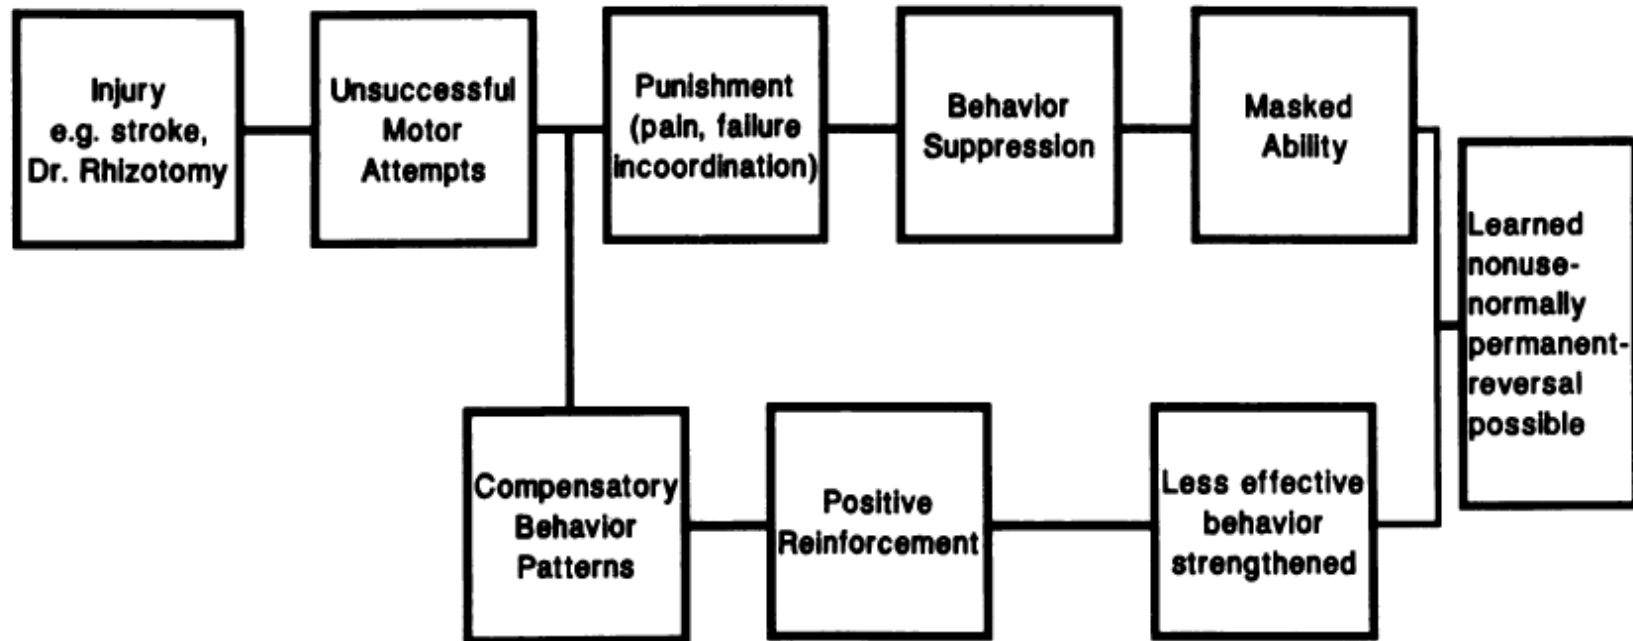 Injury
e.g. stroke,
Dr. Rhizotomy
Unsuccessful
Motor
Attempts
Punishment
(pain, failure
incoordination)
Behavior
Suppression
Masked
Ability
Learned
nonuse-
normally
permanent-
reversal
possible
Compensatory
Behavior
Patterns
Positive
Reinforcement
Less effective
behavior
strengthened